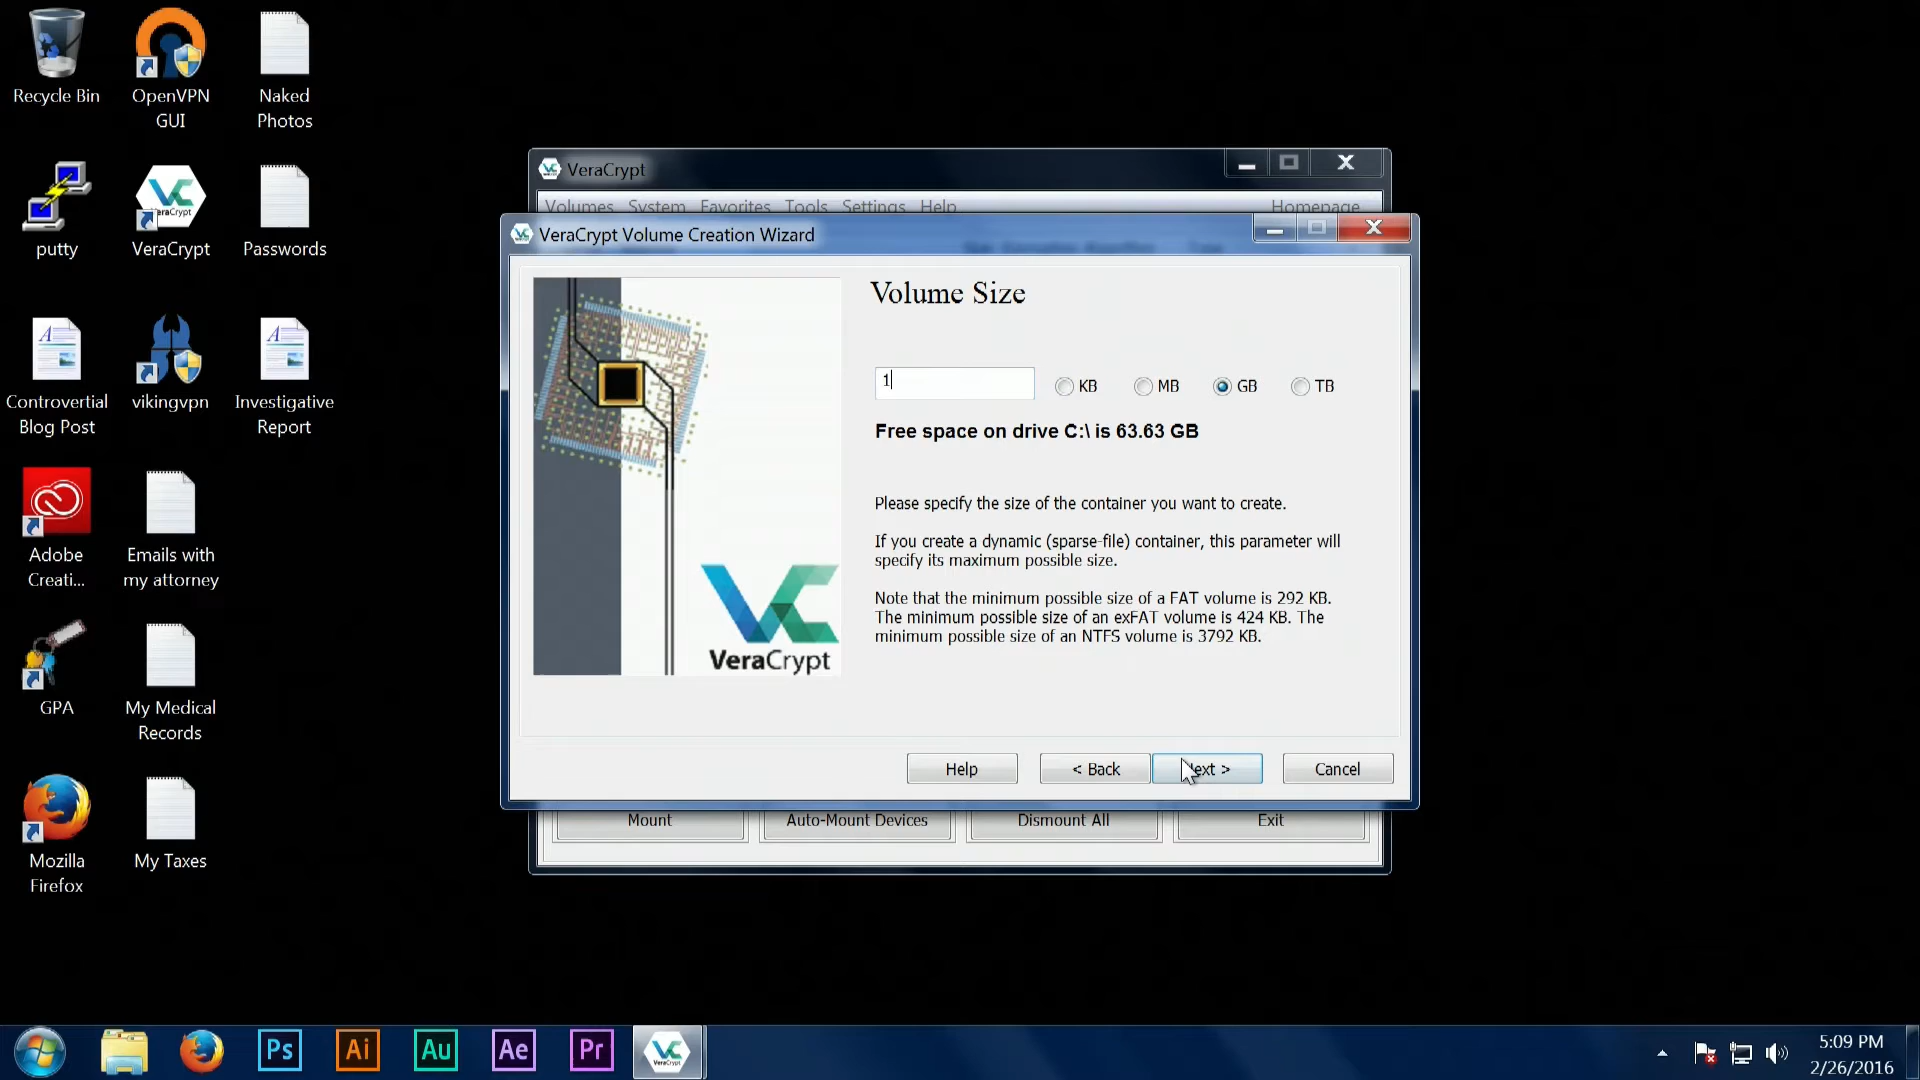 Recycle Bin
OpenVPN
GUI
Naked
Photos
putty
VeraCrypt
VeraCrypt
Passwords
Controvertial
Blog Post
vikingvpn
Investigative
Report
Adobe
Creati...
Emails with
my attorney
GPA
My Medical
Records
Mozilla
Firefox
My Taxes
VeraCrypt
Volumes System Favorites Tools Settings Help Homepage
VeraCrypt Volume Creation Wizard
Volume Size
1
KB MB GB TB
Free space on drive C:\ is 63.63 GB
Please specify the size of the container you want to create.
If you create a dynamic (sparse-file) container, this parameter will
specify its maximum possible size.
Note that the minimum possible size of a FAT volume is 292 KB.
The minimum possible size of an exFAT volume is 424 KB. The
minimum possible size of an NTFS volume is 3792 KB.
VeraCrypt
Help < Back Next > Cancel
Mount Auto-Mount Devices Dismount All Exit
Ps Ai Au Ae Pr VeraCrypt
5:09 PM
2/26/2016